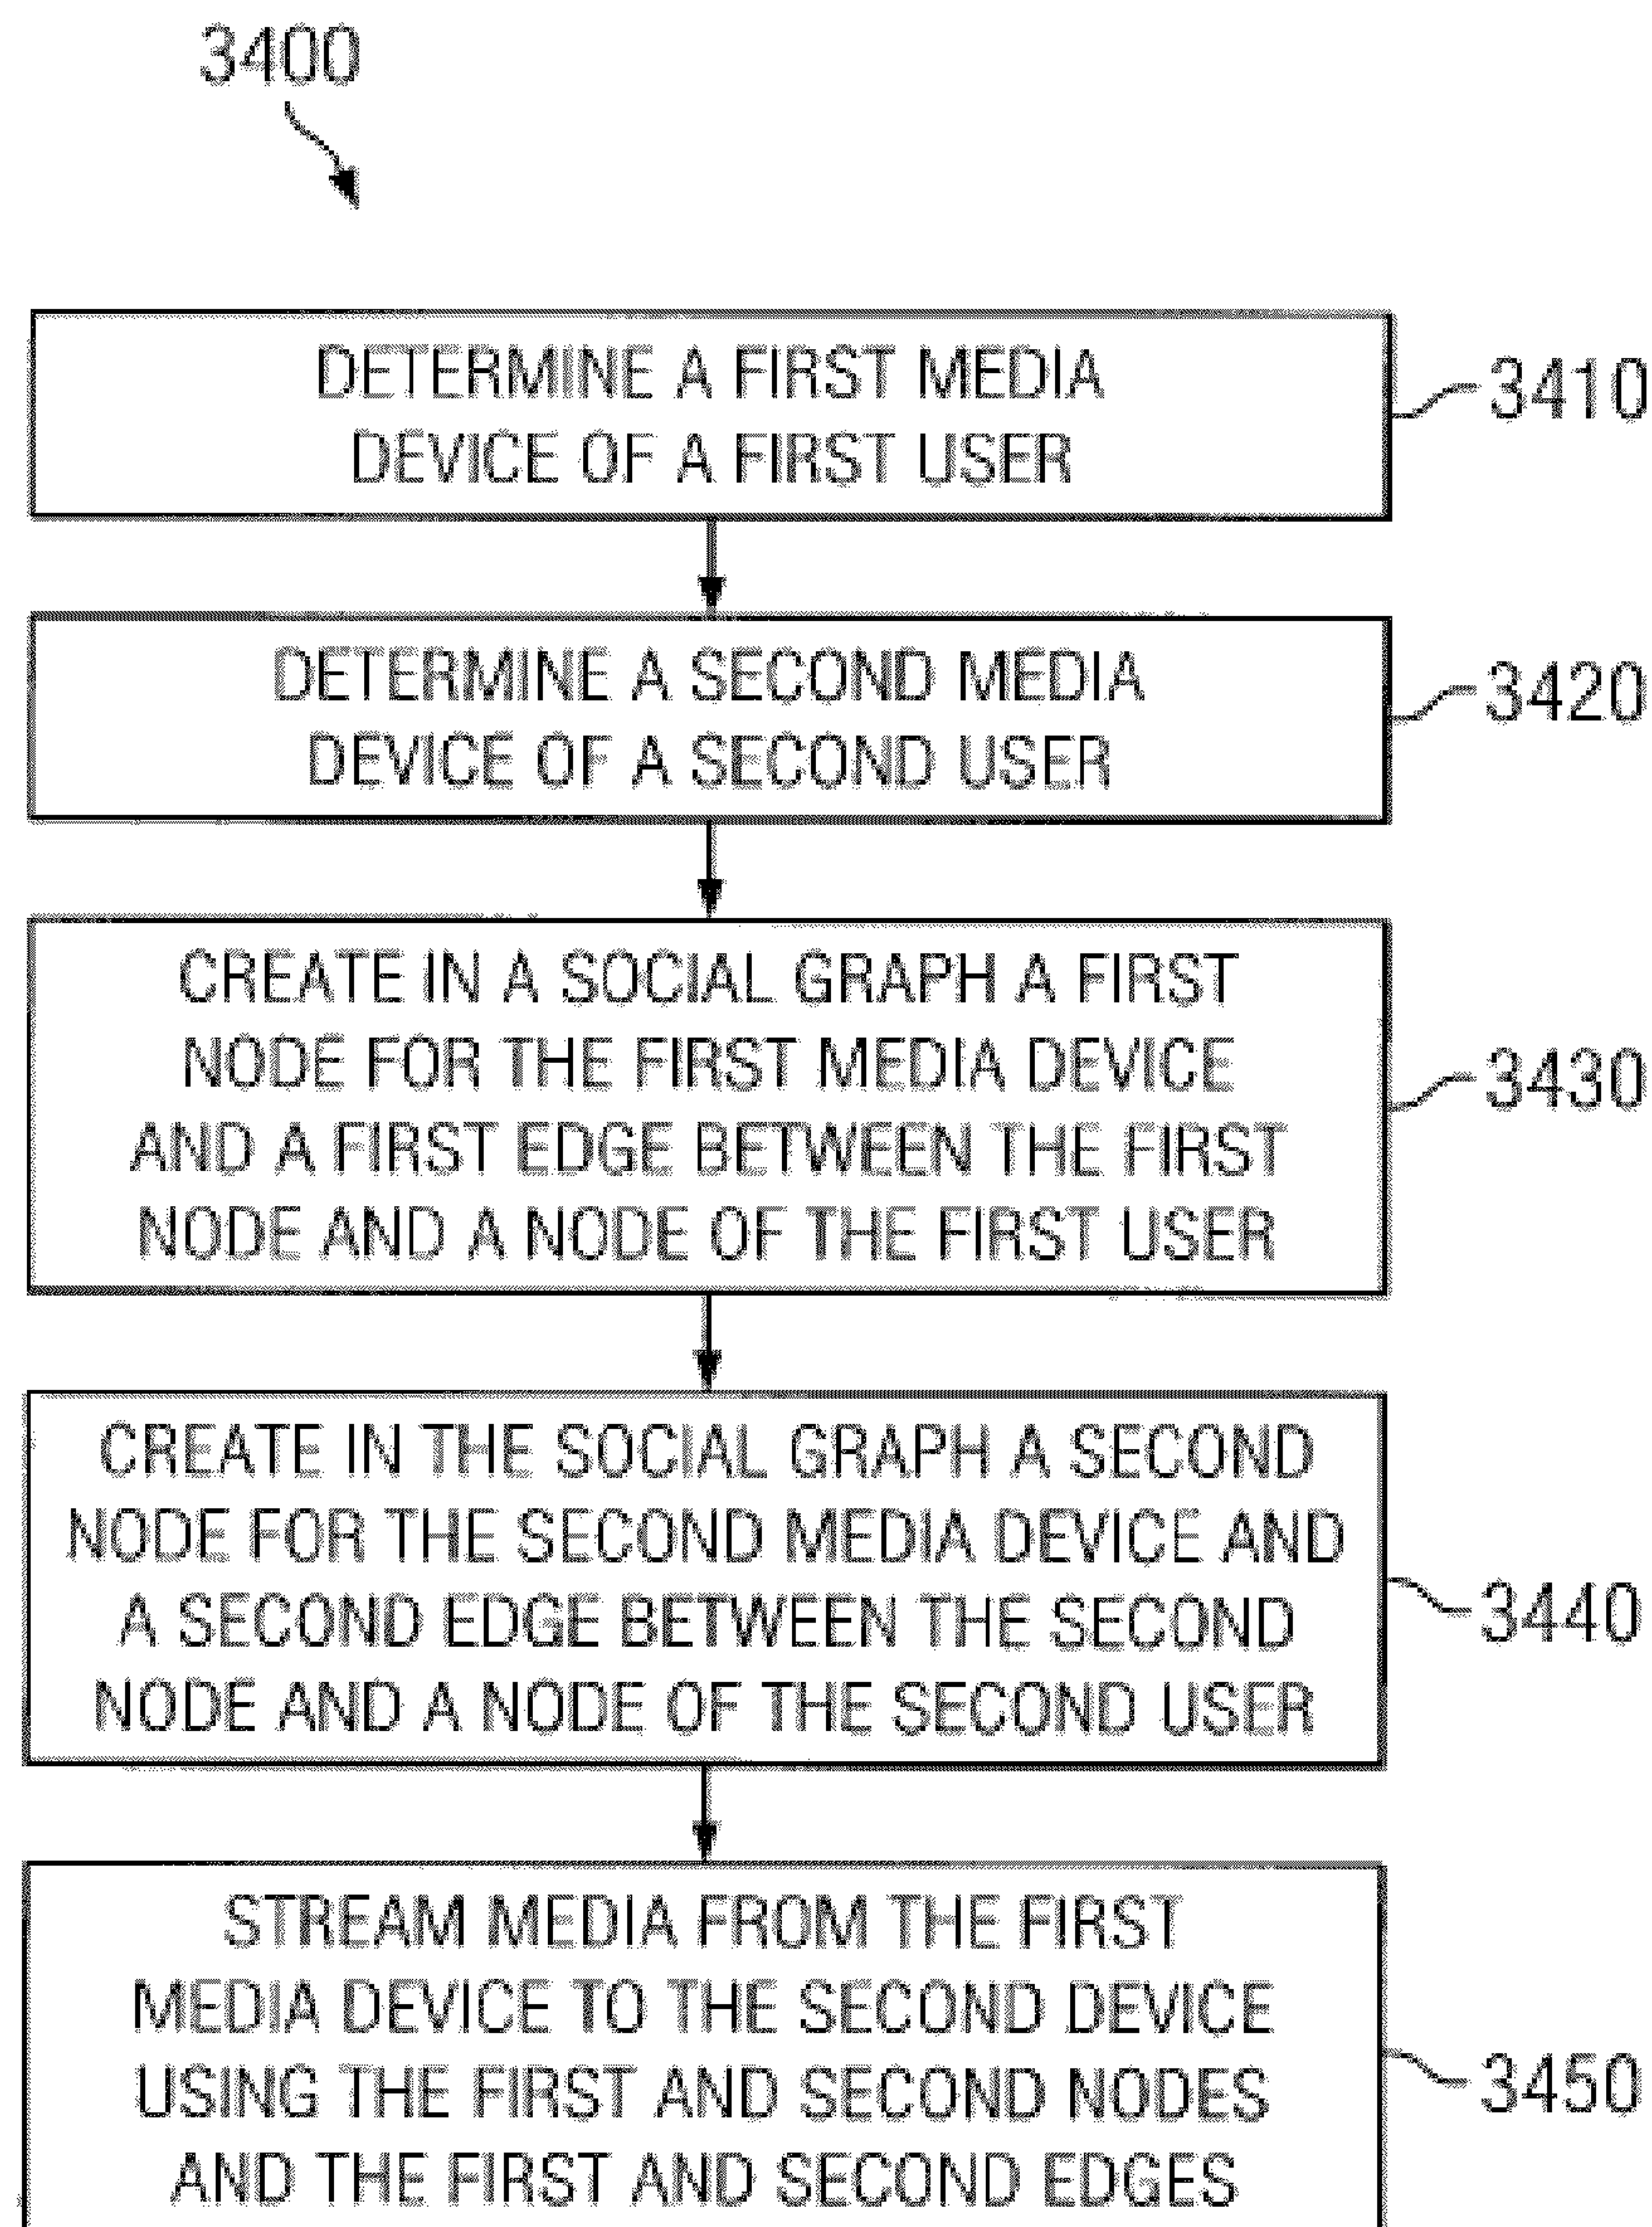 3400
DETERMINE A FIRST MEDIA
DEVICE OF A FIRST USER
3410
DETERMINE A SECOND MEDIA
DEVICE OF A SECOND USER
3420
CREATE IN A SOCIAL GRAPH A FIRST
NODE FOR THE FIRST MEDIA DEVICE
AND A FIRST EDGE BETWEEN THE FIRST
NODE AND A NODE OF THE FIRST USER
3430
CREATE IN THE SOCIAL GRAPH A SECOND
NODE FOR THE SECOND MEDIA DEVICE AND
A SECOND EDGE BETWEEN THE SECOND
NODE AND A NODE OF THE SECOND USER
3440
STREAM MEDIA FROM THE FIRST
MEDIA DEVICE TO THE SECOND DEVICE
USING THE FIRST AND SECOND NODES
AND THE FIRST AND SECOND EDGES
3450